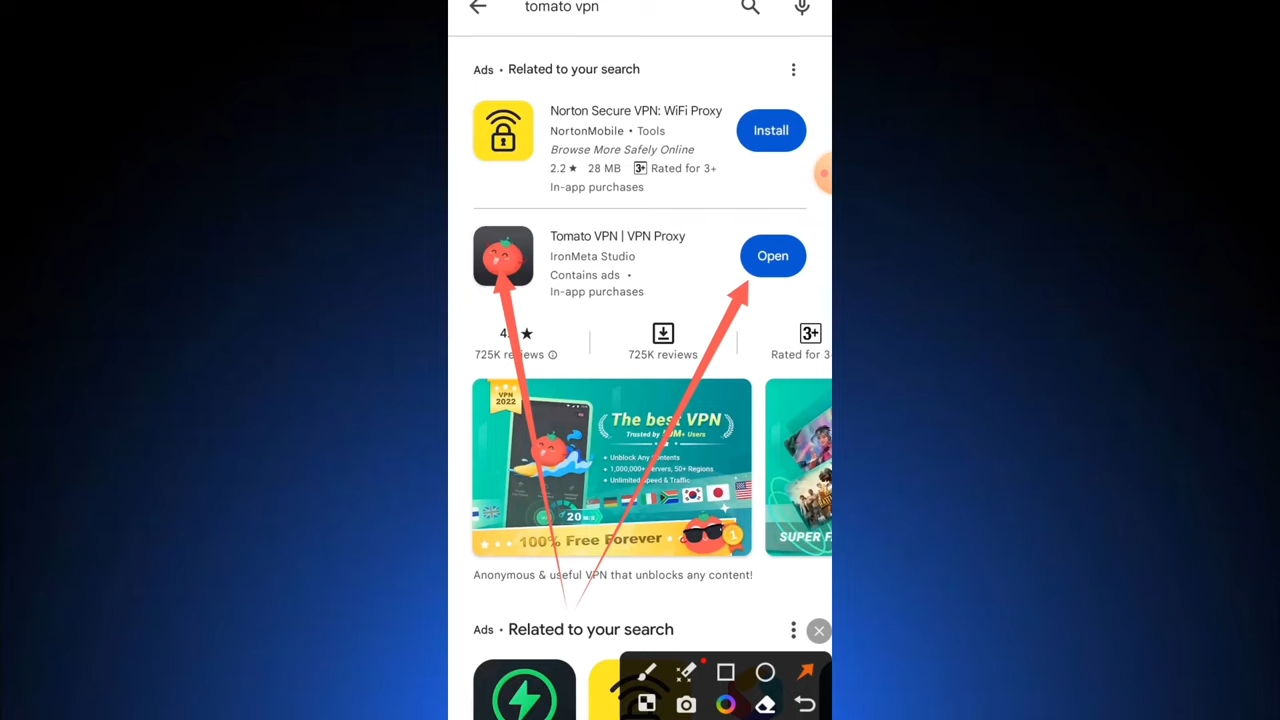 tomato vpn
Ads • Related to your search
Norton Secure VPN: WiFi Proxy
NortonMobile • Tools
Browse More Safely Online
2.2★ 28 MB 3+ Rated for 3+
In-app purchases
Install
Tomato VPN | VPN Proxy
IronMeta Studio
Contains ads •
In-app purchases
Open
★
725K reviews
725K reviews
3+
Rated for 3+
VPN
2022
The best VPN
Trusted by Users
• Unblock Any Contents
• 1,000,000+ Servers, 50+ Regions
• Unlimited Speed & Traffic
20 M/S
100% Free Forever
1
SUPER
Anonymous & useful VPN that unblocks any content!
Ads • Related to your search